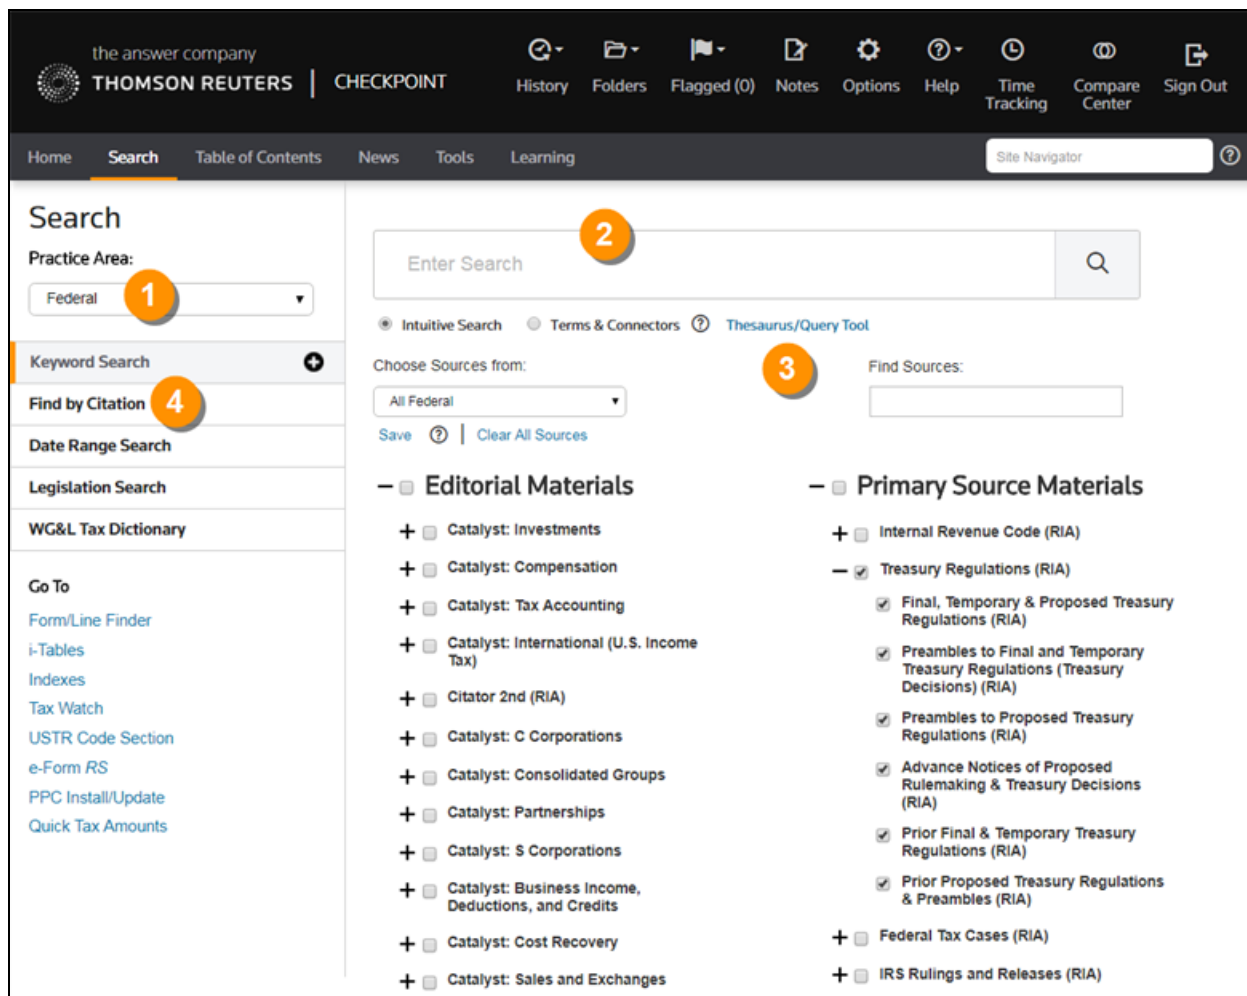 the answer company
THOMSON REUTERS
CHECKPOINT
History
Folders
Flagged (0)
Notes
Options
Help
Time
Tracking
Compare
Center
Sign Out
Home
Search
Table of Contents
News
Tools
Learning
Site Navigator
Search
Practice Area:
Federal
1
Keyword Search
Find by Citation
4
Date Range Search
Legislation Search
WG&L Tax Dictionary
Go To
Form/Line Finder
i-Tables
Indexes
Tax Watch
USTR Code Section
e-Form RS
PPC Install/Update
Quick Tax Amounts
2
Enter Search
Intuitive Search
Terms & Connectors
Thesaurus/Query Tool
Choose Sources from:
3
Find Sources:
All Federal
Save
Clear All Sources
Editorial Materials
Catalyst: Investments
Catalyst: Compensation
Catalyst: Tax Accounting
Catalyst: International (U.S. Income
Tax)
Citator 2nd (RIA)
Catalyst: C Corporations
Catalyst: Consolidated Groups
Catalyst: Partnerships
Catalyst: S Corporations
Catalyst: Business Income,
Deductions, and Credits
Catalyst: Cost Recovery
Catalyst: Sales and Exchanges
Primary Source Materials
Internal Revenue Code (RIA)
Treasury Regulations (RIA)
Final, Temporary & Proposed Treasury
Regulations (RIA)
Preambles to Final and Temporary
Treasury Regulations (Treasury
Decisions) (RIA)
Preambles to Proposed Treasury
Regulations (RIA)
Advance Notices of Proposed
Rulemaking & Treasury Decisions
(RIA)
Prior Final & Temporary Treasury
Regulations (RIA)
Prior Proposed Treasury Regulations
& Preambles (RIA)
Federal Tax Cases (RIA)
IRS Rulings and Releases (RIA)